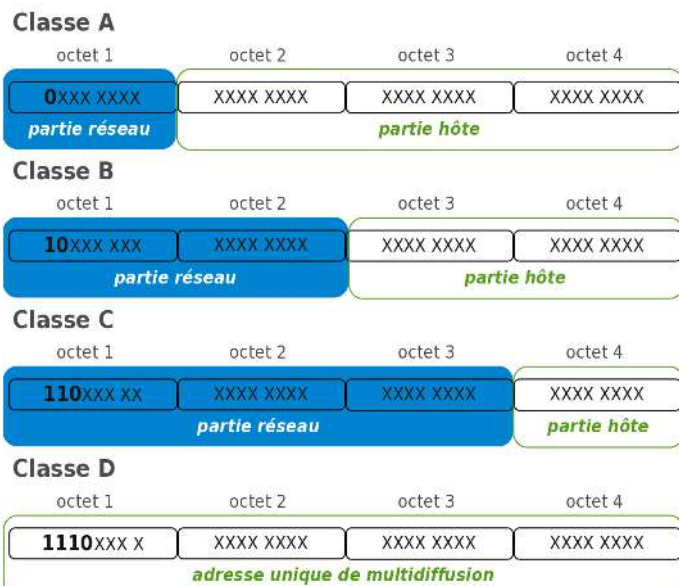 Classe A
octet 1 octet 2 octet 3 octet 4
0XXX XXXX XXXX XXXX XXXX XXXX XXXX XXXX
partie réseau partie hôte
Classe B
octet 1 octet 2 octet 3 octet 4
10XXX XXX XXXX XXXX XXXX XXXX XXXX XXXX
partie réseau partie hôte
Classe C
octet 1 octet 2 octet 3 octet 4
110XXX XX XXXX XXXX XXXX XXXX XXXX XXXX
partie réseau partie hôte
Classe D
octet 1 octet 2 octet 3 octet 4
1110XXX X XXXX XXXX XXXX XXXX XXXX XXXX
adresse unique de multidiffusion